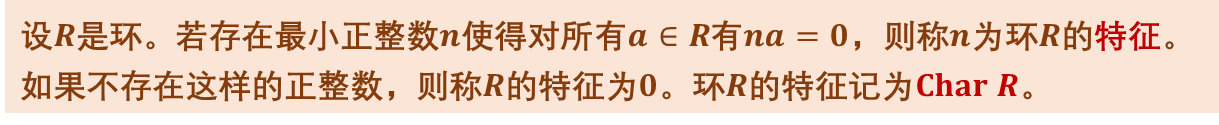 设R是环。若存在最小正整数n使得对所有a ∈ R有na = 0，则称n为环R的特征。
如果不存在这样的正整数，则称R的特征为0。环R的特征记为Char R。